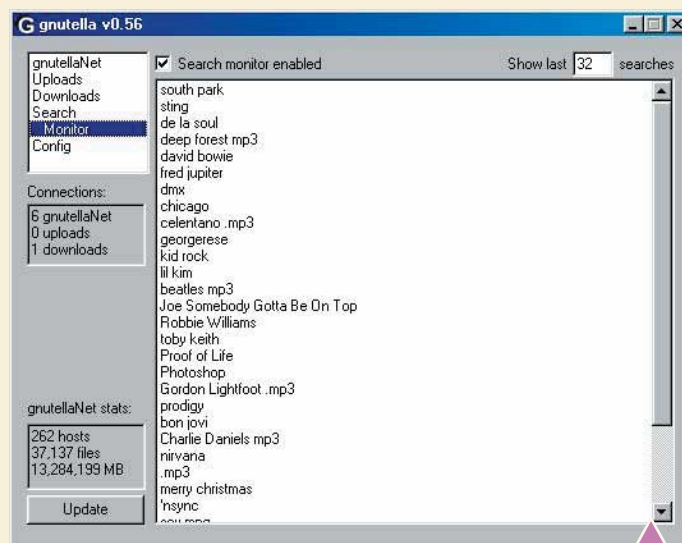 G gnutella v0.56
gnutellaNet
Uploads
Downloads
Search
Monitor
Config
Connections:
6 gnutellaNet
0 uploads
1 downloads
gnutellaNet stats:
262 hosts
37,137 files
13,284,199 MB
Update
Search monitor enabled
Show last 32 searches
south park
sting
de la soul
deep forest mp3
david bowie
fred jupiter
dmx
chicago
celentano .mp3
georgerese
kid rock
lil kim
beatles mp3
Joe Somebody Gotta Be On Top
Robbie Williams
toby keith
Proof of Life
Photoshop
Gordon Lightfoot .mp3
prodigy
bon jovi
Charlie Daniels mp3
nirvana
.mp3
merry christmas
'nsync